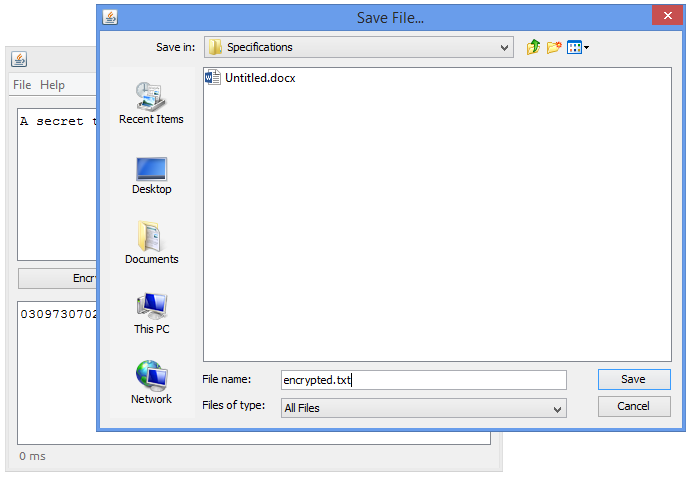 Save File...
Save in: Specifications
File Help
Untitled.docx
Recent Items
A secret
Desktop
Documents
0309730702
This PC
Network
File name: encrypted.txt Save
Files of type: All Files Cancel
0 ms